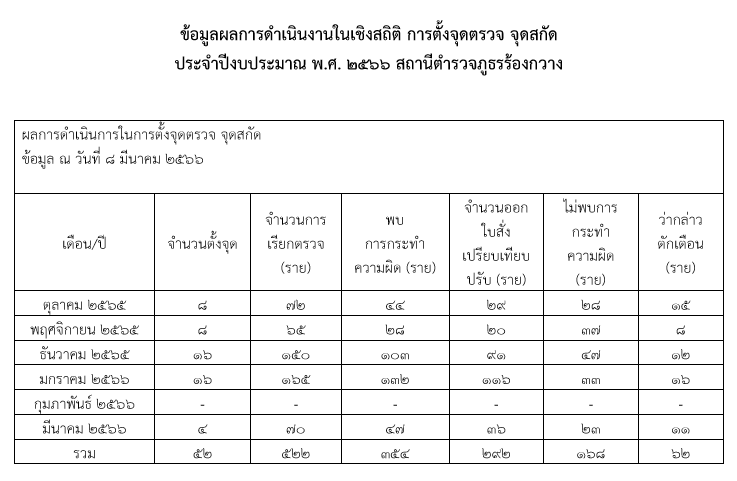 ข้อมูลผลการดำเนินงานในเชิงสถิติ การตั้งจุดตรวจ จุดสกัด
ประจำปีงบประมาณ พ.ศ. ๒๕๖๖ สถานีตำรวจภูธรร้องกวาง
ผลการดำเนินการในการตั้งจุดตรวจ จุดสกัด
ข้อมูล ณ วันที่ ๘ มีนาคม ๒๕๖๖
เดือน/ปี จำนวนตั้งจุด จำนวนการเรียกตรวจ (ราย) พบการกระทำความผิด (ราย) จำนวนออกใบสั่งเปรียบเทียบปรับ (ราย) ไม่พบการกระทำความผิด (ราย) ว่ากล่าวตักเตือน (ราย)
ตุลาคม ๒๕๖๕ ๘ ๗๒ ๔๔ ๒๙ ๒๘ ๑๕
พฤศจิกายน ๒๕๖๕ ๘ ๖๕ ๒๘ ๒๐ ๓๗ ๘
ธันวาคม ๒๕๖๕ ๑๖ ๑๕๐ ๑๐๓ ๙๑ ๔๗ ๑๒
มกราคม ๒๕๖๖ ๑๖ ๑๖๕ ๑๓๒ ๑๑๖ ๓๓ ๑๖
กุมภาพันธ์ ๒๕๖๖ - - - - - -
มีนาคม ๒๕๖๖ ๔ ๗๐ ๔๗ ๓๖ ๒๓ ๑๑
รวม ๕๒ ๕๒๒ ๓๕๔ ๒๙๒ ๑๖๘ ๖๒